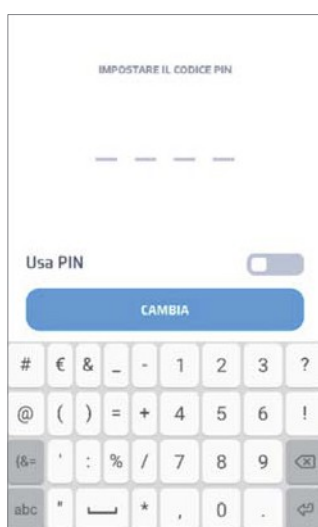 IMPOSTARE IL CODICE PIN
Usa PIN
CAMBIA
# € & _ - 1 2 3 ?
@ ( ) = + 4 5 6 !
{&= ' : % / 7 8 9
abc " * , 0 .